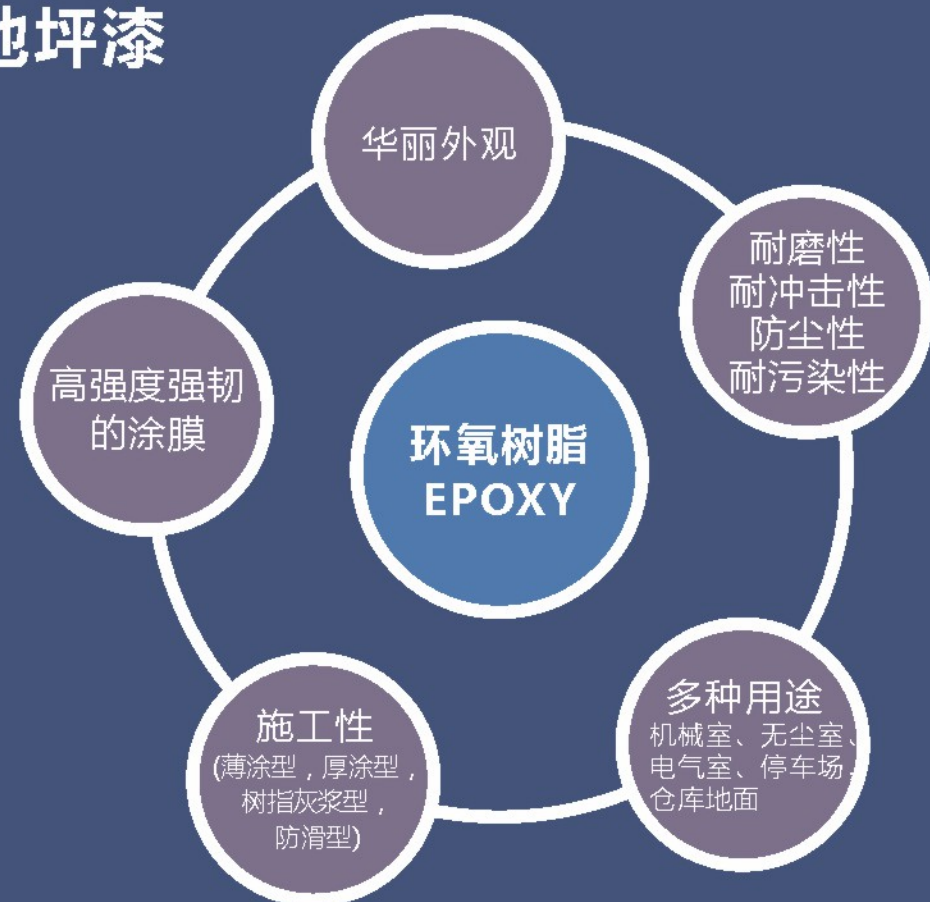 地坪漆
华丽外观
耐磨性
耐冲击性
防尘性
耐污染性
高强度强韧
的涂膜
环氧树脂
EPOXY
多种用途
机械室、无尘室、
电气室、停车场、
仓库地面
施工性
(薄涂型，厚涂型，
树指灰浆型，
防滑型)